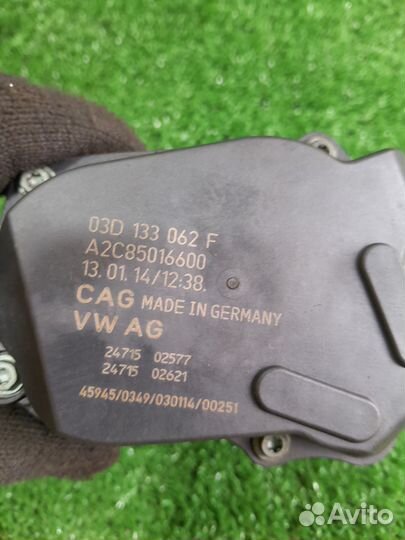 03D 133 062 F
A2C85016600
13.01.14/12:38.
CAG MADE IN GERMANY
VW AG
24715 02577
24715 02621
45945/0349/030114/00251
Avito